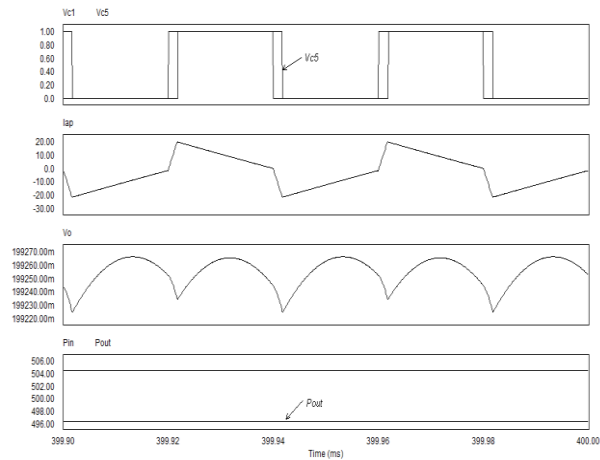 Vc1 Vc5
1.00
0.80
0.60
0.40
0.20
0.0
Vc5
Iap
20.00
10.00
0.0
-10.00
-20.00
-30.00
Vo
199270.00m
199260.00m
199250.00m
199240.00m
199230.00m
199220.00m
Pin Pout
506.00
504.00
502.00
500.00
498.00
496.00
Pout
399.90 399.92 399.94 399.96 399.98 400.00
Time (ms)